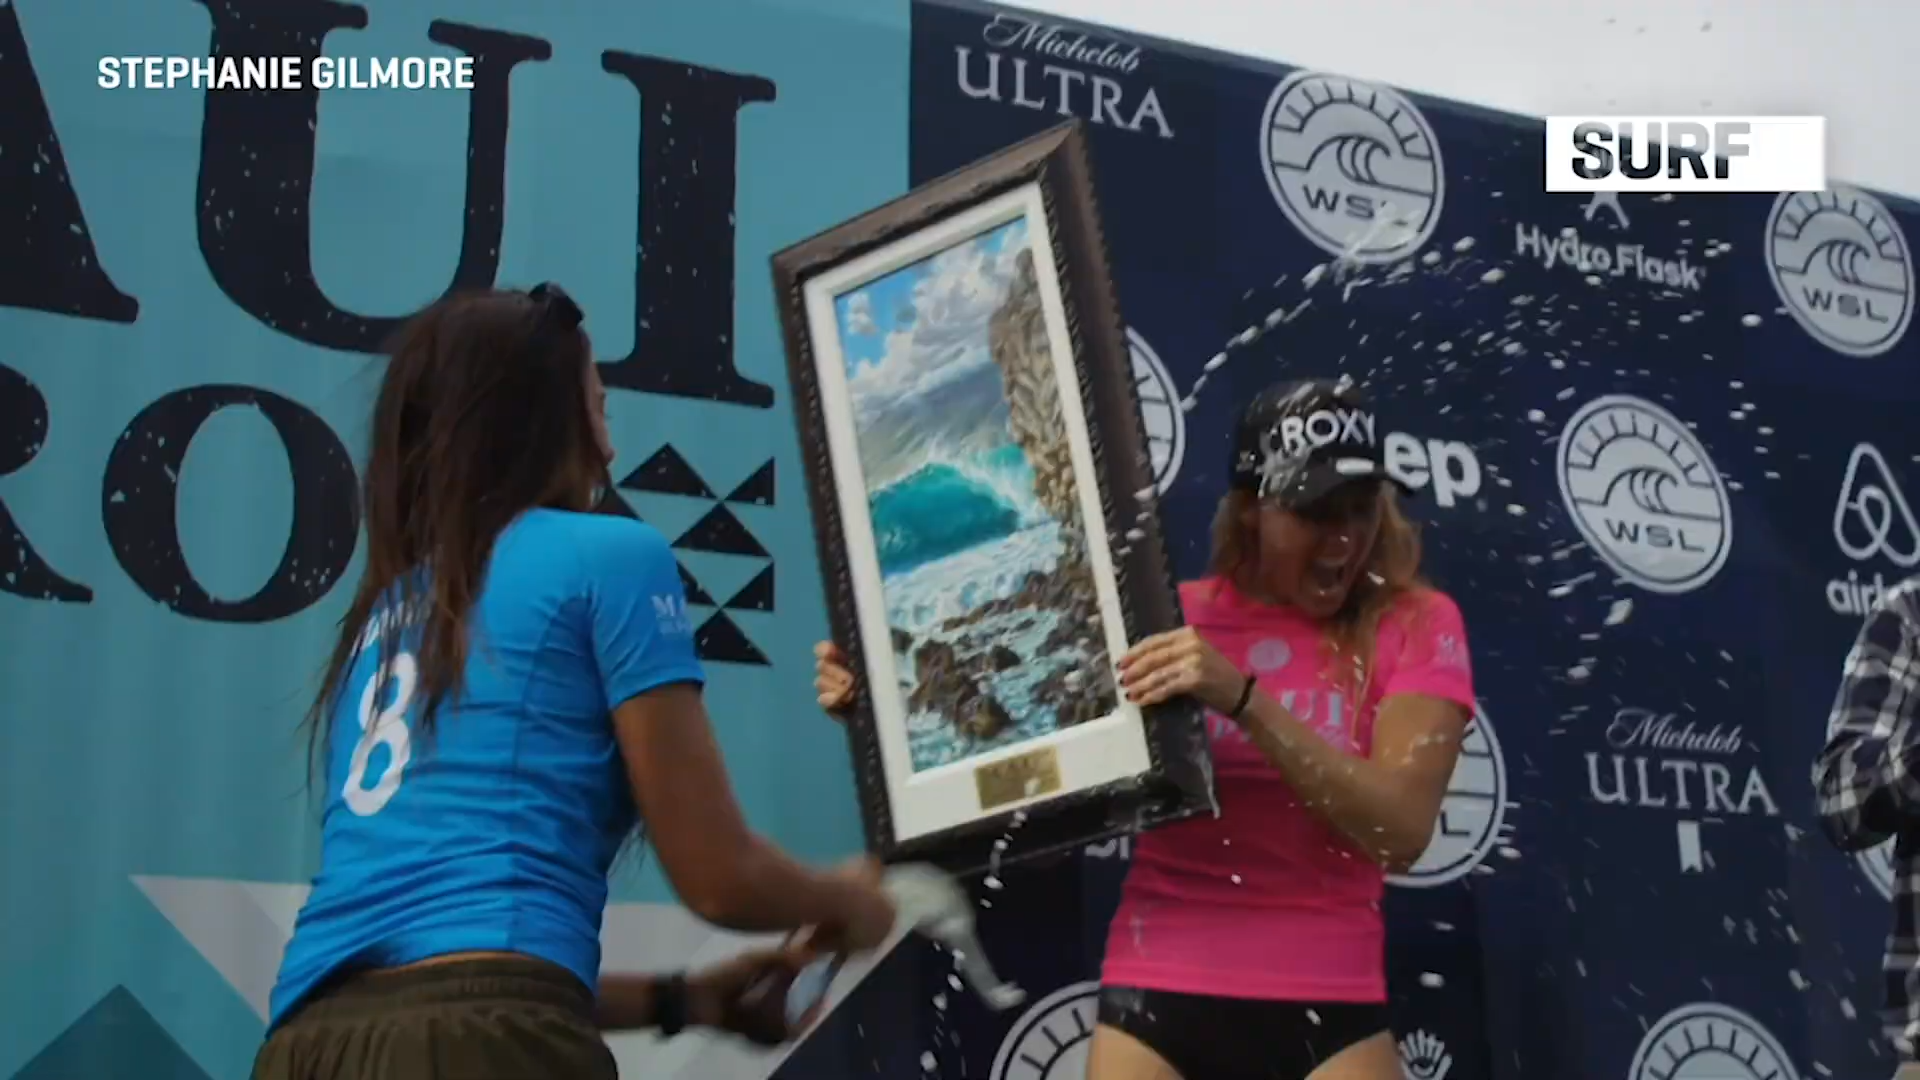 STEPHANIE GILMORE
SURF
Michelob
ULTRA
WSL
Hydro Flask
WSL
AUI
RO
ROXY
ep
WSL
8
Michelob
ULTRA